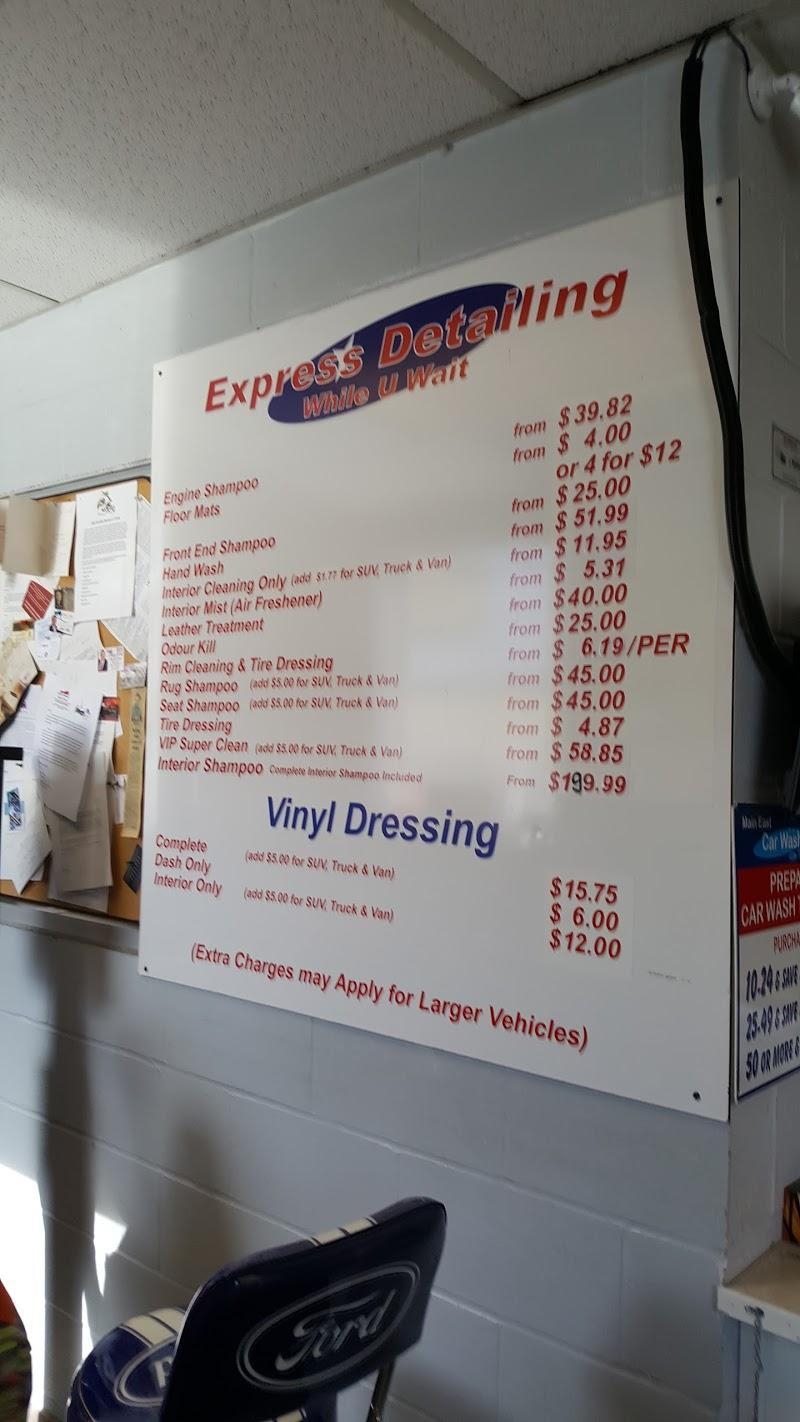 Express Detailing
While U Wait
Engine Shampoo from $39.82
Floor Mats from $ 4.00
or 4 for $12
Front End Shampoo from $25.00
Hand Wash from $51.99
Interior Cleaning Only (add $1.77 for SUV, Truck & Van) from $11.95
Interior Mist (Air Freshener) from $ 5.31
Leather Treatment from $40.00
Odour Kill from $25.00
Rim Cleaning & Tire Dressing from $ 6.19/PER
Rug Shampoo (add $5.00 for SUV, Truck & Van) from $45.00
Seat Shampoo (add $5.00 for SUV, Truck & Van) from $45.00
Tire Dressing from $ 4.87
VIP Super Clean (add $5.00 for SUV, Truck & Van) from $58.85
Interior Shampoo Complete Interior Shampoo Included From $199.99
Vinyl Dressing
Complete (add $5.00 for SUV, Truck & Van) $15.75
Dash Only $ 6.00
Interior Only (add $5.00 for SUV, Truck & Van) $12.00
(Extra Charges may Apply for Larger Vehicles)
Main East
Car Wash
PREPA
CAR WASH
PURCHA
10-24 & SAVE
25-49 & SAVE
50 OR MORE &
Ford